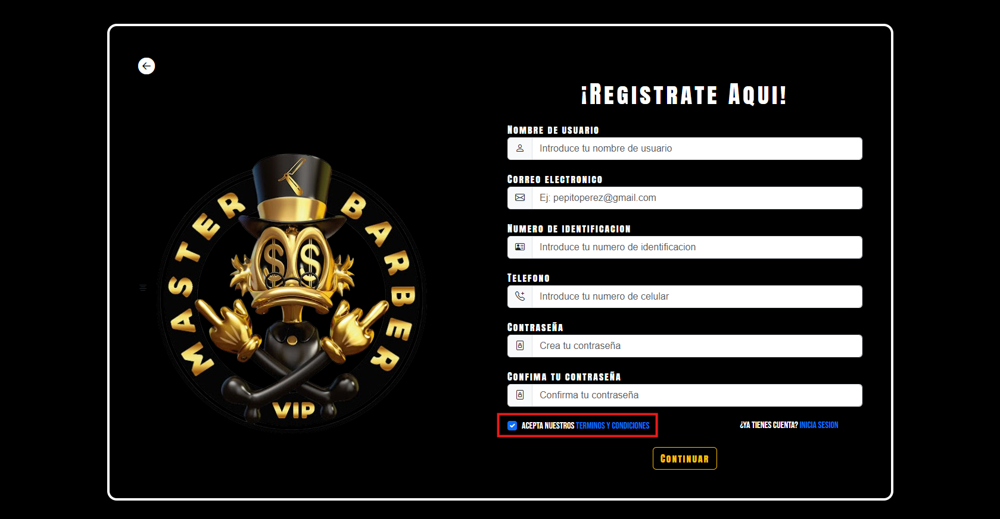 ¡Registrate Aqui!
Nombre de usuario
Introduce tu nombre de usuario
Correo electronico
Ej: pepitoperez@gmail.com
Numero de identificacion
Introduce tu numero de identificacion
Telefono
Introduce tu numero de celular
Contraseña
Crea tu contraseña
Confima tu contraseña
Confirma tu contraseña
ACEPTA NUESTROS TERMINOS Y CONDICIONES
¿YA TIENES CUENTA? INICIA SESION
Continuar
MASTER BARBER
VIP